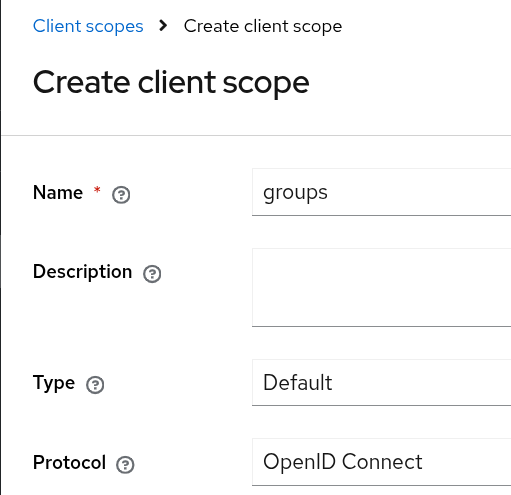 Client scopes > Create client scope
Create client scope
Name * groups
Description
Type Default
Protocol OpenID Connect